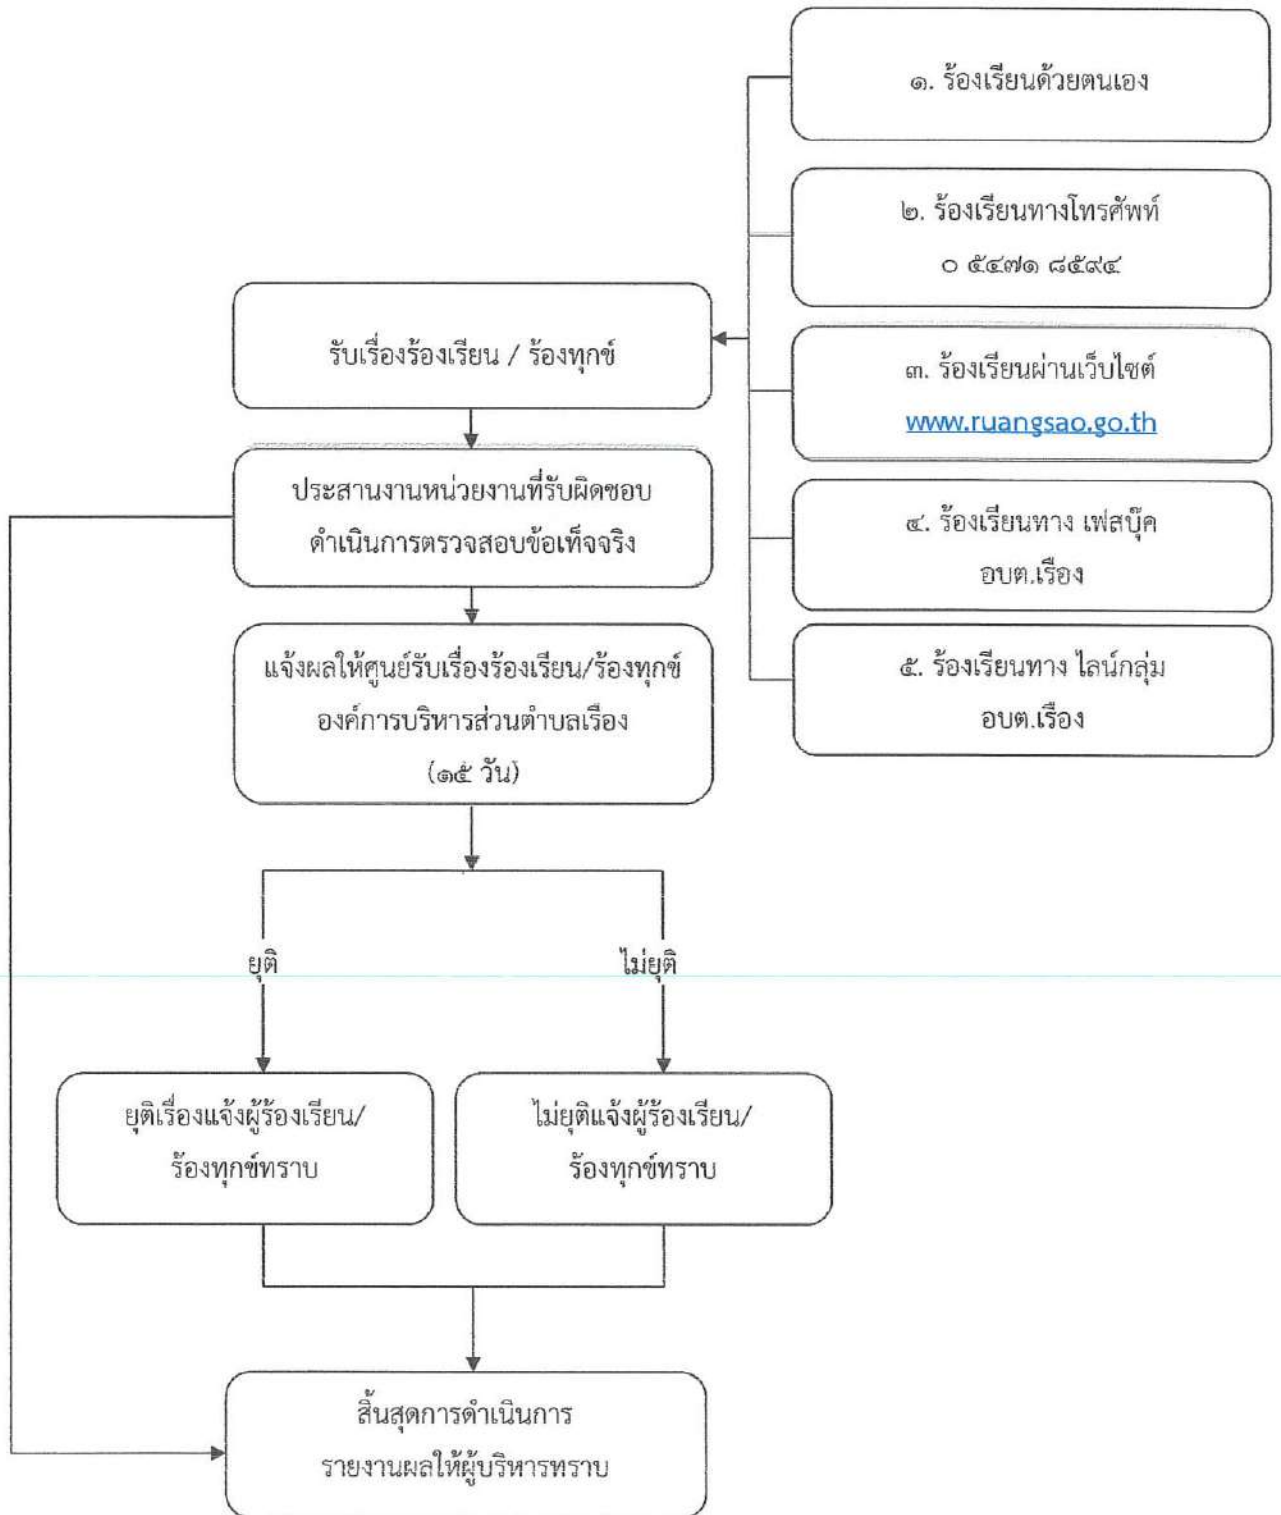 ๑. ร้องเรียนด้วยตนเอง
๒. ร้องเรียนทางโทรศัพท์
๐ ๕๔๗๑ ๘๕๙๔
๓. ร้องเรียนผ่านเว็บไซต์
www.ruangsao.go.th
๔. ร้องเรียนทาง เฟสบุ๊ค
อบต.เรือง
๕. ร้องเรียนทาง ไลน์กลุ่ม
อบต.เรือง
รับเรื่องร้องเรียน / ร้องทุกข์
ประสานงานหน่วยงานที่รับผิดชอบ
ดำเนินการตรวจสอบข้อเท็จจริง
แจ้งผลให้ศูนย์รับเรื่องร้องเรียน/ร้องทุกข์
องค์การบริหารส่วนตำบลเรือง
(๑๕ วัน)
ยุติ
ไม่ยุติ
ยุติเรื่องแจ้งผู้ร้องเรียน/
ร้องทุกข์ทราบ
ไม่ยุติแจ้งผู้ร้องเรียน/
ร้องทุกข์ทราบ
สิ้นสุดการดำเนินการ
รายงานผลให้ผู้บริหารทราบ